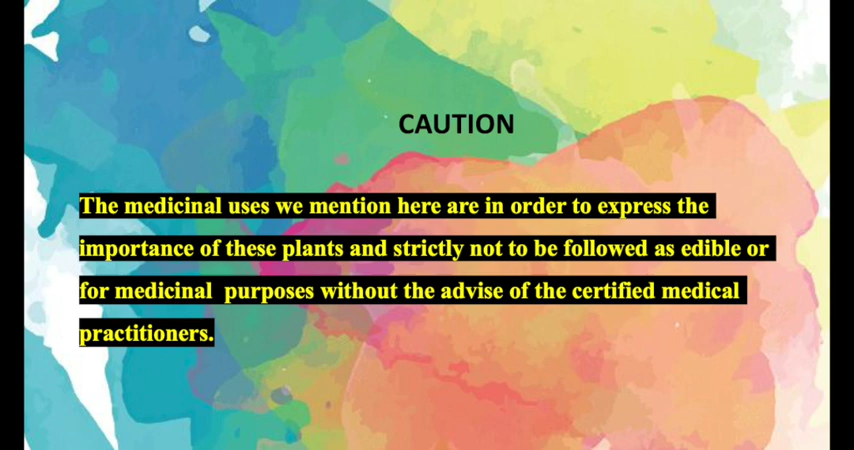 CAUTION
The medicinal uses we mention here are in order to express the
importance of these plants and strictly not to be followed as edible or
for medicinal  purposes without the advise of the certified medical
practitioners.